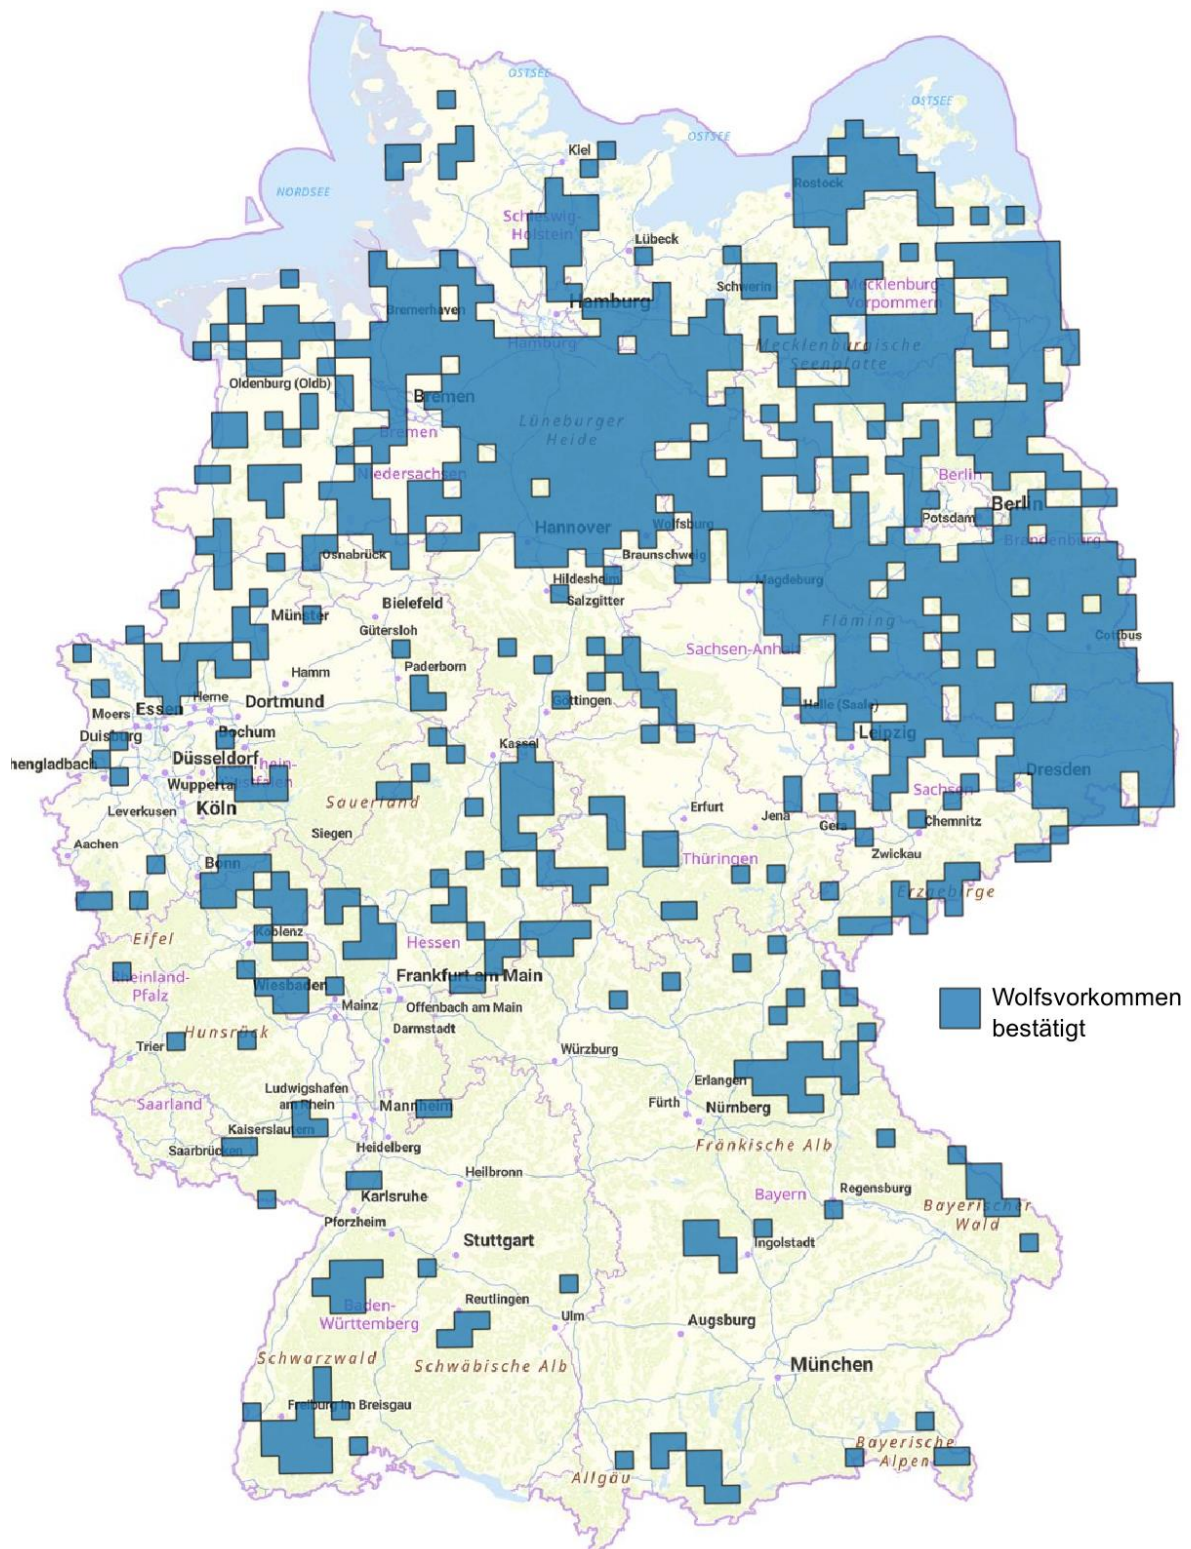 OSTSEE
OSTSEE
OSTSEE
Kiel
NORDSEE
Rostock
Schleswig-
Holstein
Lübeck
Schwerin
Mecklenburg-
Vorpommern
Hamburg
Bremerhaven
Hamburg
Mecklenburgische
Seenplatte
Oldenburg (Oldb)
Bremen
Lüneburger
Heide
Bremen
Niedersachsen
Berlin
Berlin
Potsdam
Hannover
Wolfsburg
Brandenburg
Osnabrück
Braunschweig
Hildesheim
Magdeburg
Salzgitter
Bielefeld
Münster
Fläming
Gütersloh
Cottbus
Sachsen-Anhalt
Hamm
Paderborn
Herne
Dortmund
Göttingen
Halle (Saale)
Essen
Moers
Bochum
Leipzig
Duisburg
Kassel
hengladbach
Düsseldorf
rhein-
Westfalen
Dresden
Wuppertal
Sachsen
Köln
Sauerland
Leverkusen
Erfurt
Jena
Gera
Chemnitz
Siegen
Aachen
Zwickau
Bonn
Thüringen
Erzgebirge
Koblenz
Eifel
Hessen
Rheinland-
Pfalz
Frankfurt am Main
Wiesbaden
Mainz
Offenbach am Main
Wolfsvorkommen
bestätigt
Hunsrück
Darmstadt
Trier
Würzburg
Erlangen
Ludwigshafen
am Rhein
Saarland
Mannheim
Fürth
Nürnberg
Kaiserslautern
Saarbrücken
Heidelberg
Fränkische Alb
Heilbronn
Karlsruhe
Bayern
Regensburg
Bayerischer
Wald
Pforzheim
Stuttgart
Ingolstadt
Reutlingen
Baden-
Württemberg
Ulm
Augsburg
Schwarzwald
Schwäbische Alb
München
Freiburg im Breisgau
Bayerische
Alpen
Allgäu